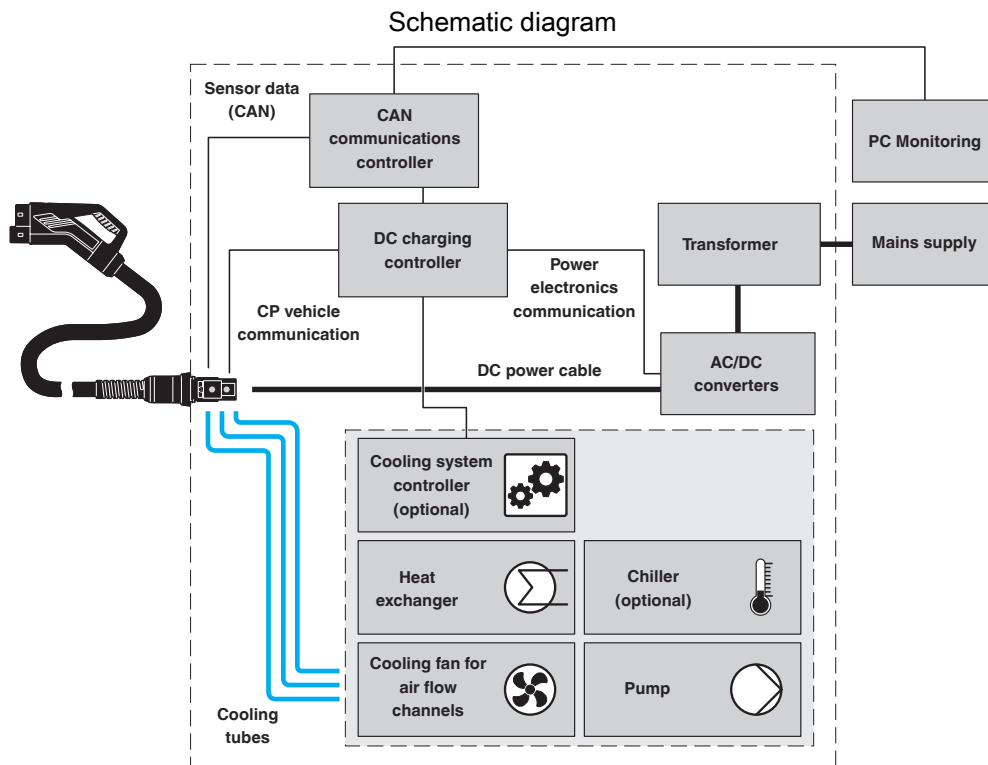 Schematic diagram
Sensor data
(CAN)
CAN
communications
controller
PC Monitoring
DC charging
controller
Transformer
Mains supply
Power
electronics
communication
CP vehicle
communication
DC power cable
AC/DC
converters
Cooling system
controller
(optional)
Heat
exchanger
Chiller
(optional)
Cooling fan for
air flow
channels
Pump
Cooling
tubes